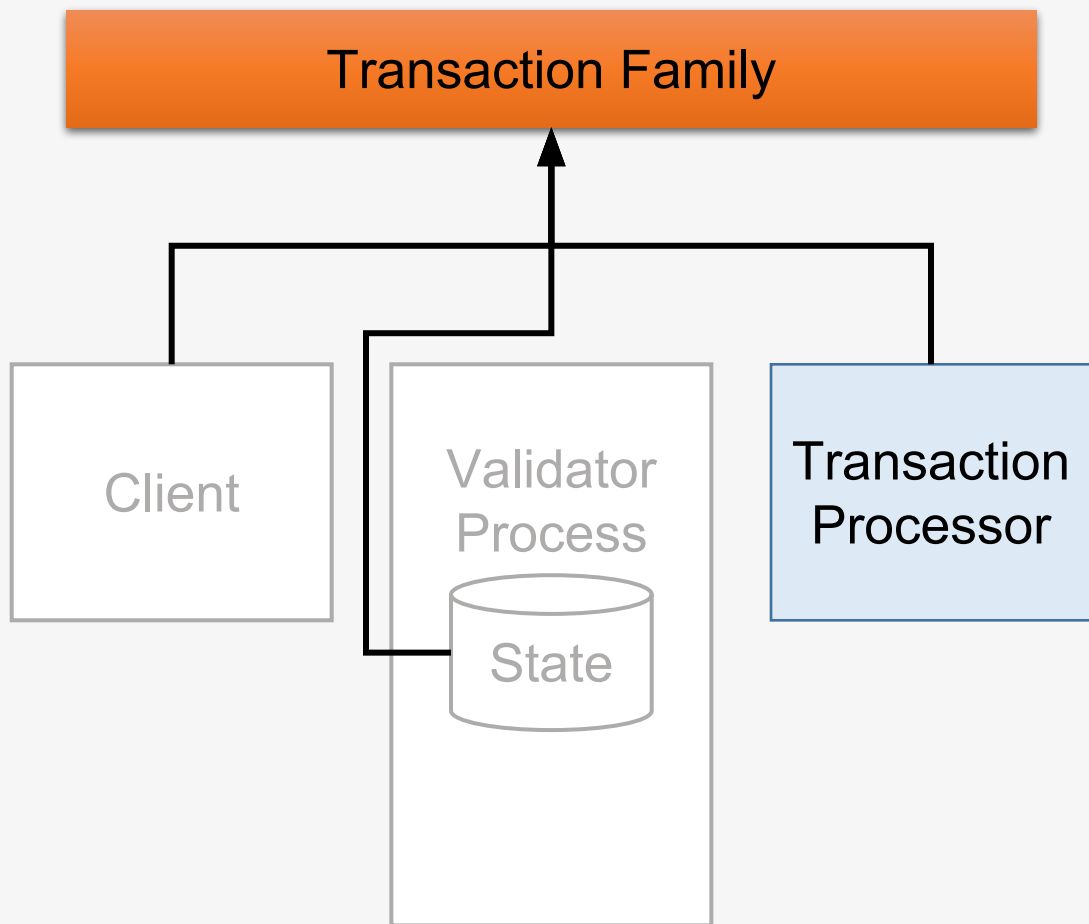 Transaction Family
Client
Validator
Process
State
Transaction
Processor